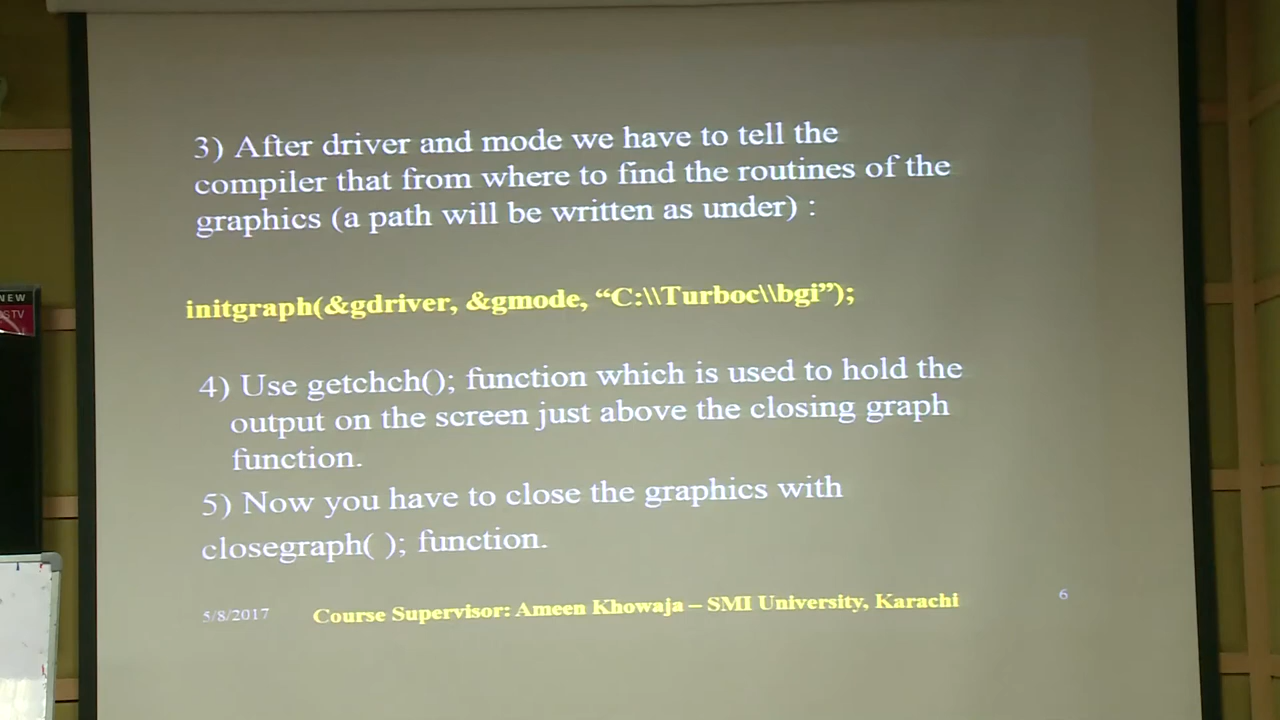 3) After driver and mode we have to tell the
compiler that from where to find the routines of the
graphics (a path will be written as under) :
initgraph(&gdriver, &gmode, “C:\\Turboc\\bgi”);
4) Use getchch(); function which is used to hold the
output on the screen just above the closing graph
function.
5) Now you have to close the graphics with
closegraph( ); function.
5/8/2017 Course Supervisor: Ameen Khowaja – SMI University, Karachi 6
NEW
STV